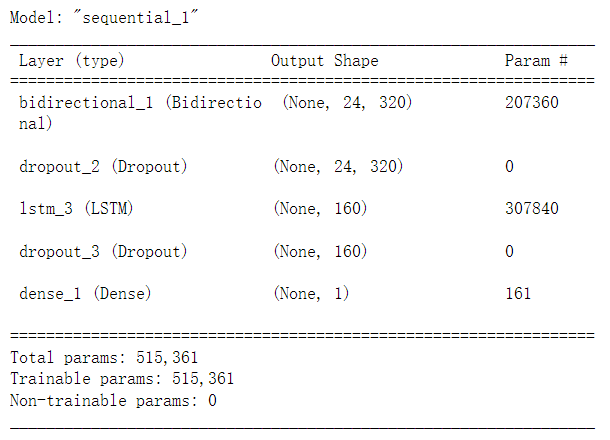 Model: "sequential_1"
_________________________________________________________________
Layer (type) Output Shape Param #
=================================================================
bidirectional_1 (Bidirectio (None, 24, 320) 207360
nal)
dropout_2 (Dropout) (None, 24, 320) 0
lstm_3 (LSTM) (None, 160) 307840
dropout_3 (Dropout) (None, 160) 0
dense_1 (Dense) (None, 1) 161
=================================================================
Total params: 515,361
Trainable params: 515,361
Non-trainable params: 0
_________________________________________________________________